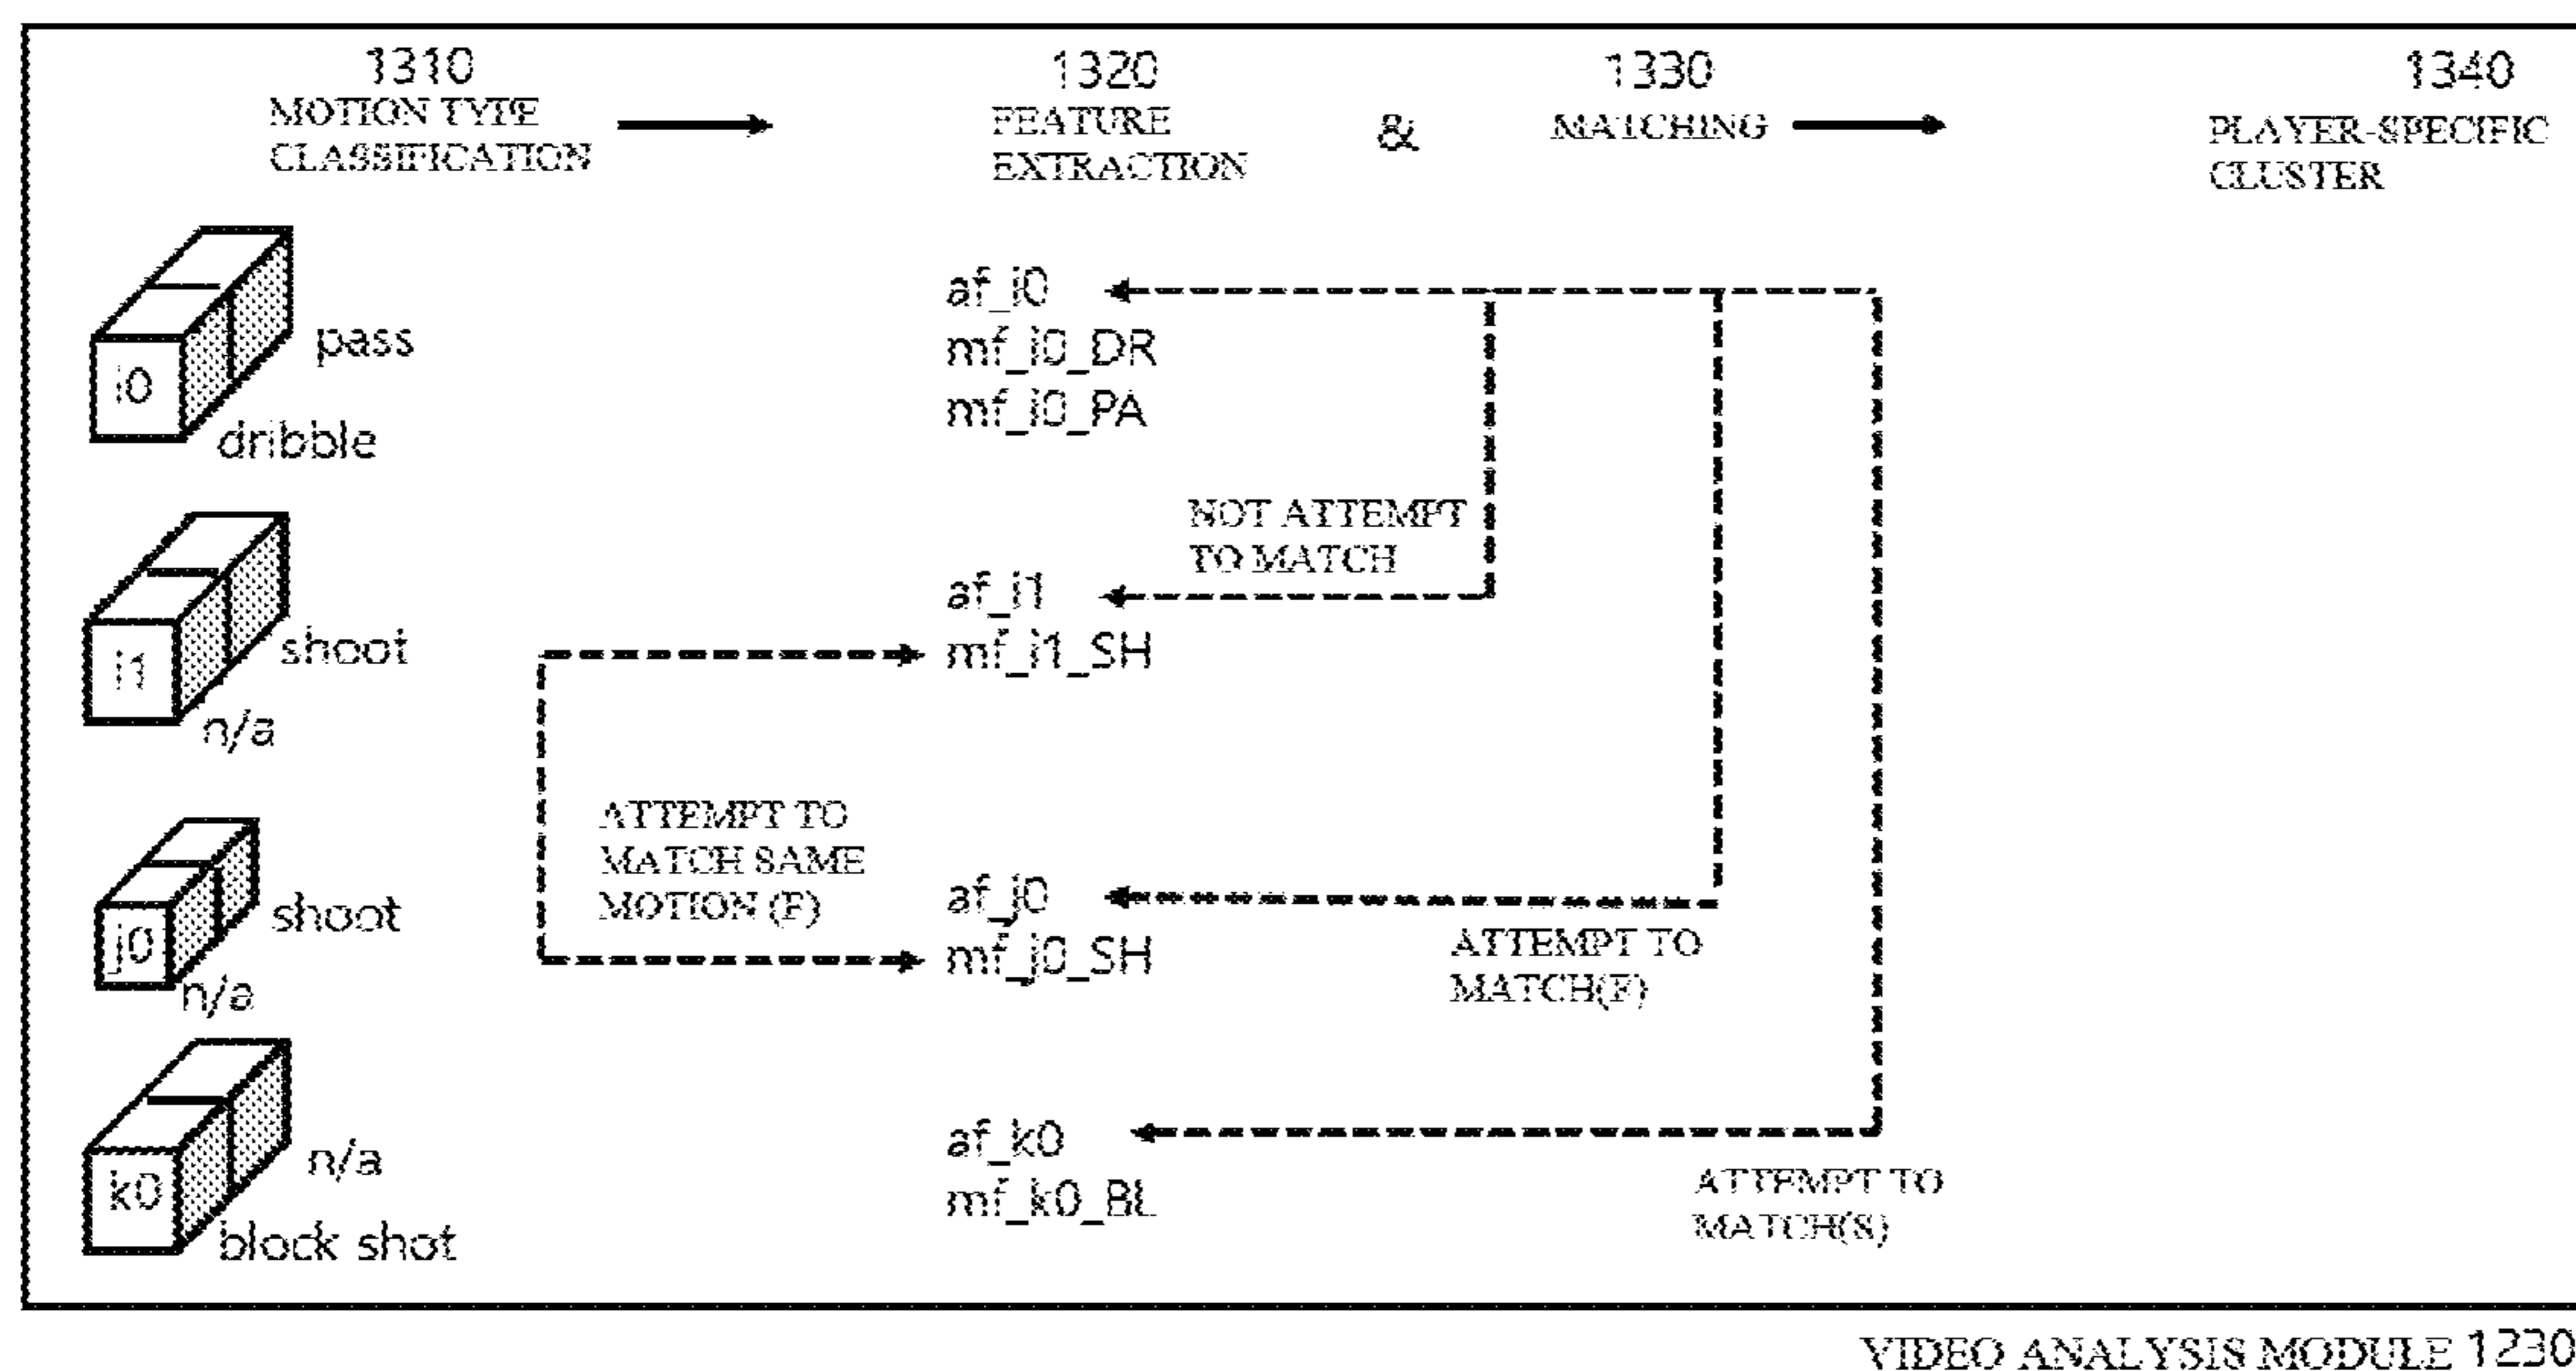 1310
MOTION TYPE
CLASSIFICATION
1320
FEATURE
EXTRACTION
&
1330
MATCHING
1340
PLAYER-SPECIFIC
CLUSTER
i0
pass
dribble
af_i0
mf_i0_DR
mf_i0_PA
NOT ATTEMPT
TO MATCH
i1
shoot
n/a
af_i1
mf_i1_SH
ATTEMPT TO
MATCH SAME
MOTION (F)
j0
shoot
n/a
af_j0
mf_j0_SH
ATTEMPT TO
MATCH(F)
k0
n/a
block shot
af_k0
mf_k0_BL
ATTEMPT TO
MATCH(S)
VIDEO ANALYSIS MODULE 1230